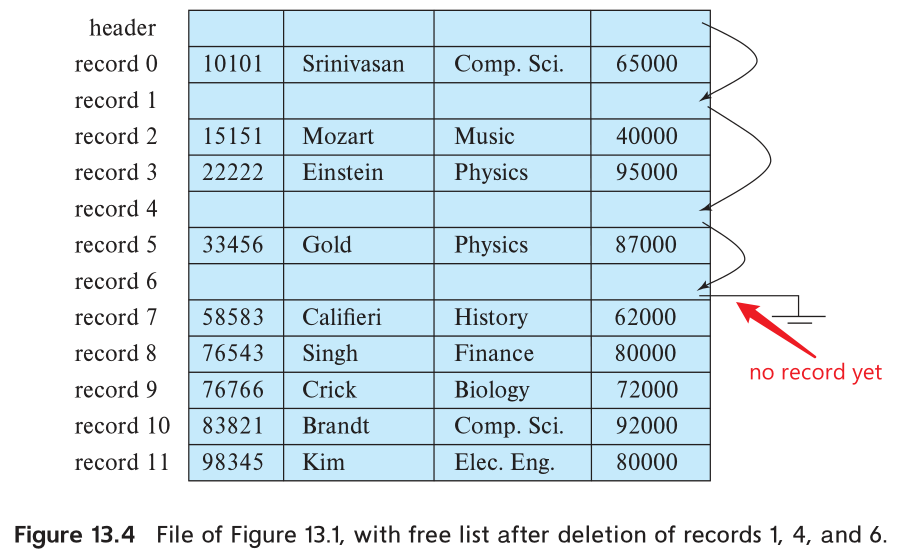 header
record 0 10101 Srinivasan Comp. Sci. 65000
record 1
record 2 15151 Mozart Music 40000
record 3 22222 Einstein Physics 95000
record 4
record 5 33456 Gold Physics 87000
record 6
record 7 58583 Califieri History 62000
record 8 76543 Singh Finance 80000
no record yet
record 9 76766 Crick Biology 72000
record 10 83821 Brandt Comp. Sci. 92000
record 11 98345 Kim Elec. Eng. 80000
Figure 13.4 File of Figure 13.1, with free list after deletion of records 1, 4, and 6.